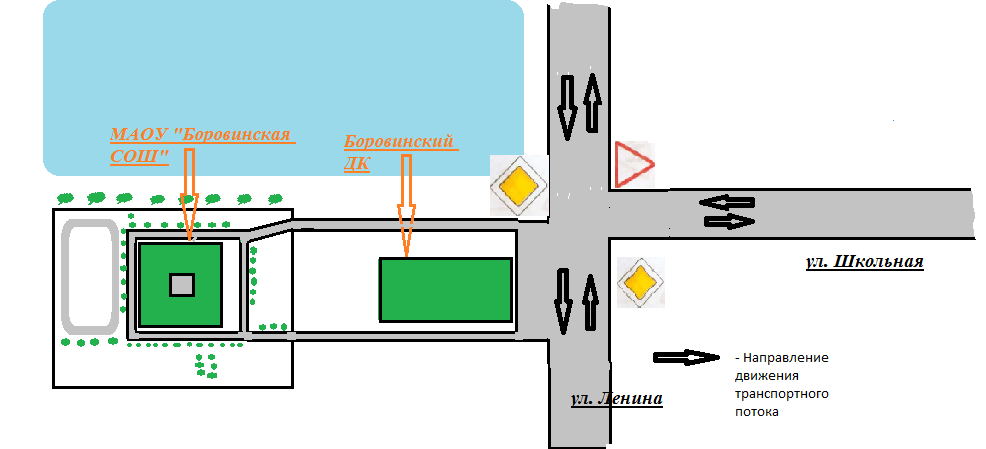 МАОУ "Боровинская
СОШ"
Боровинский
ДК
ул. Школьная
- Направление
движения
транспортного
потока
ул. Ленина